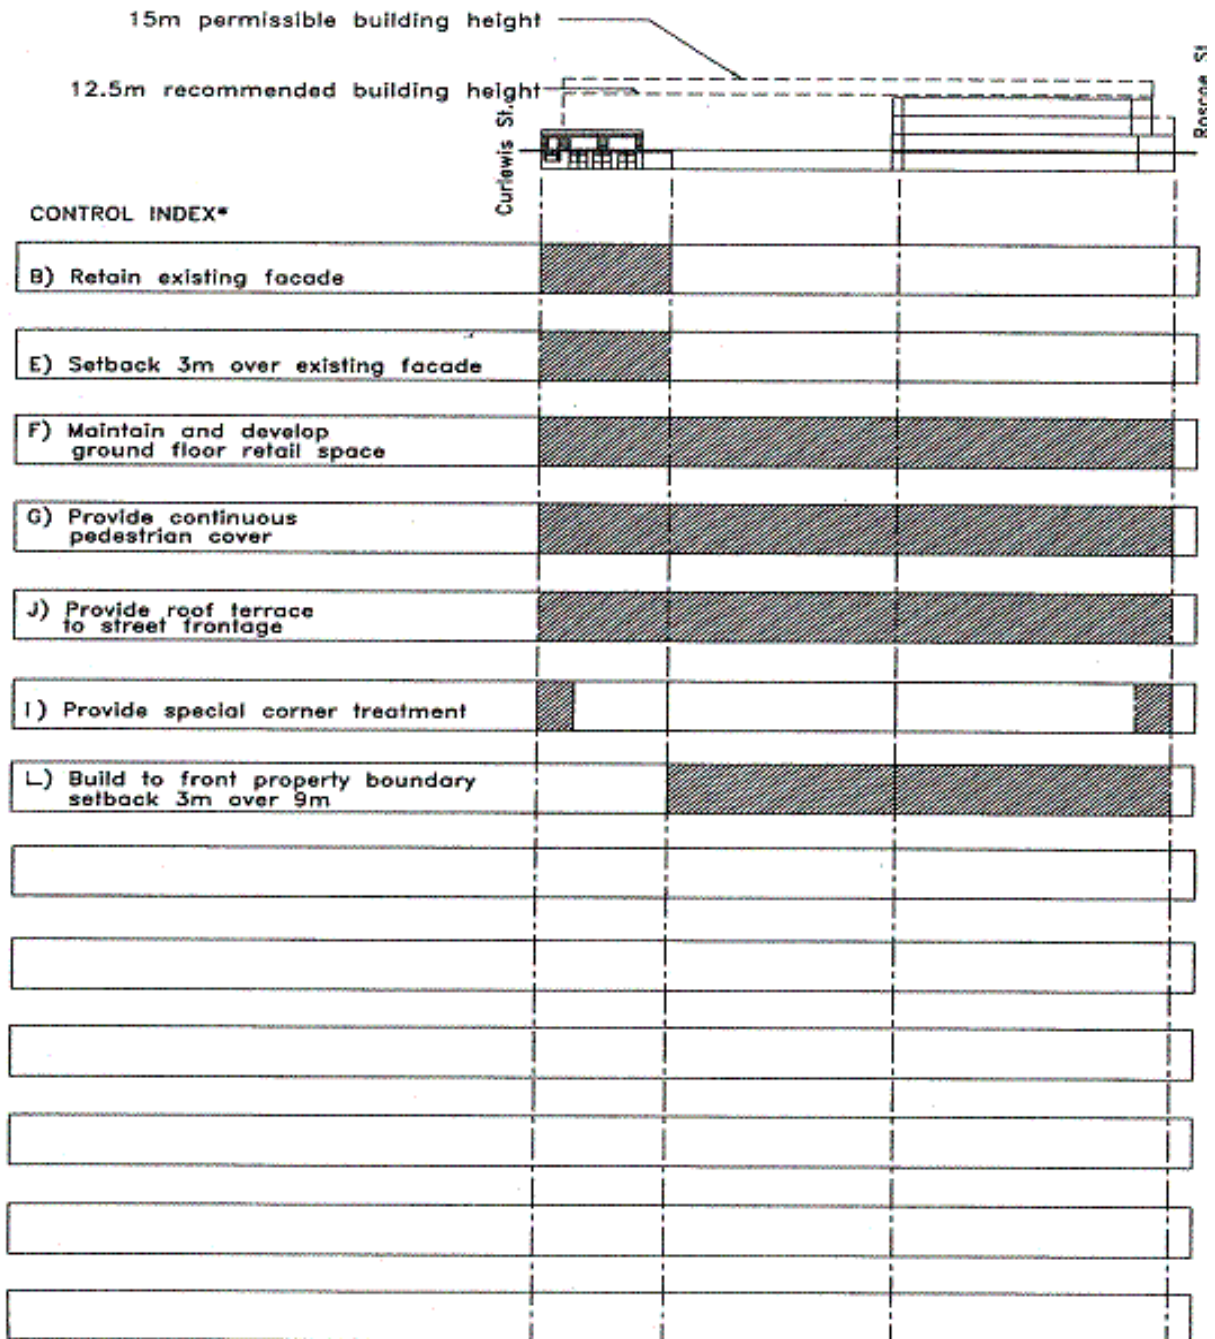 15m permissible building height
12.5m recommended building height
Curlewis St.
Roscoe St
CONTROL INDEX*
B) Retain existing facade
E) Setback 3m over existing facade
F) Maintain and develop
ground floor retail space
G) Provide continuous
pedestrian cover
J) Provide roof terrace
to street frontage
I) Provide special corner treatment
L) Build to front property boundary
setback 3m over 9m